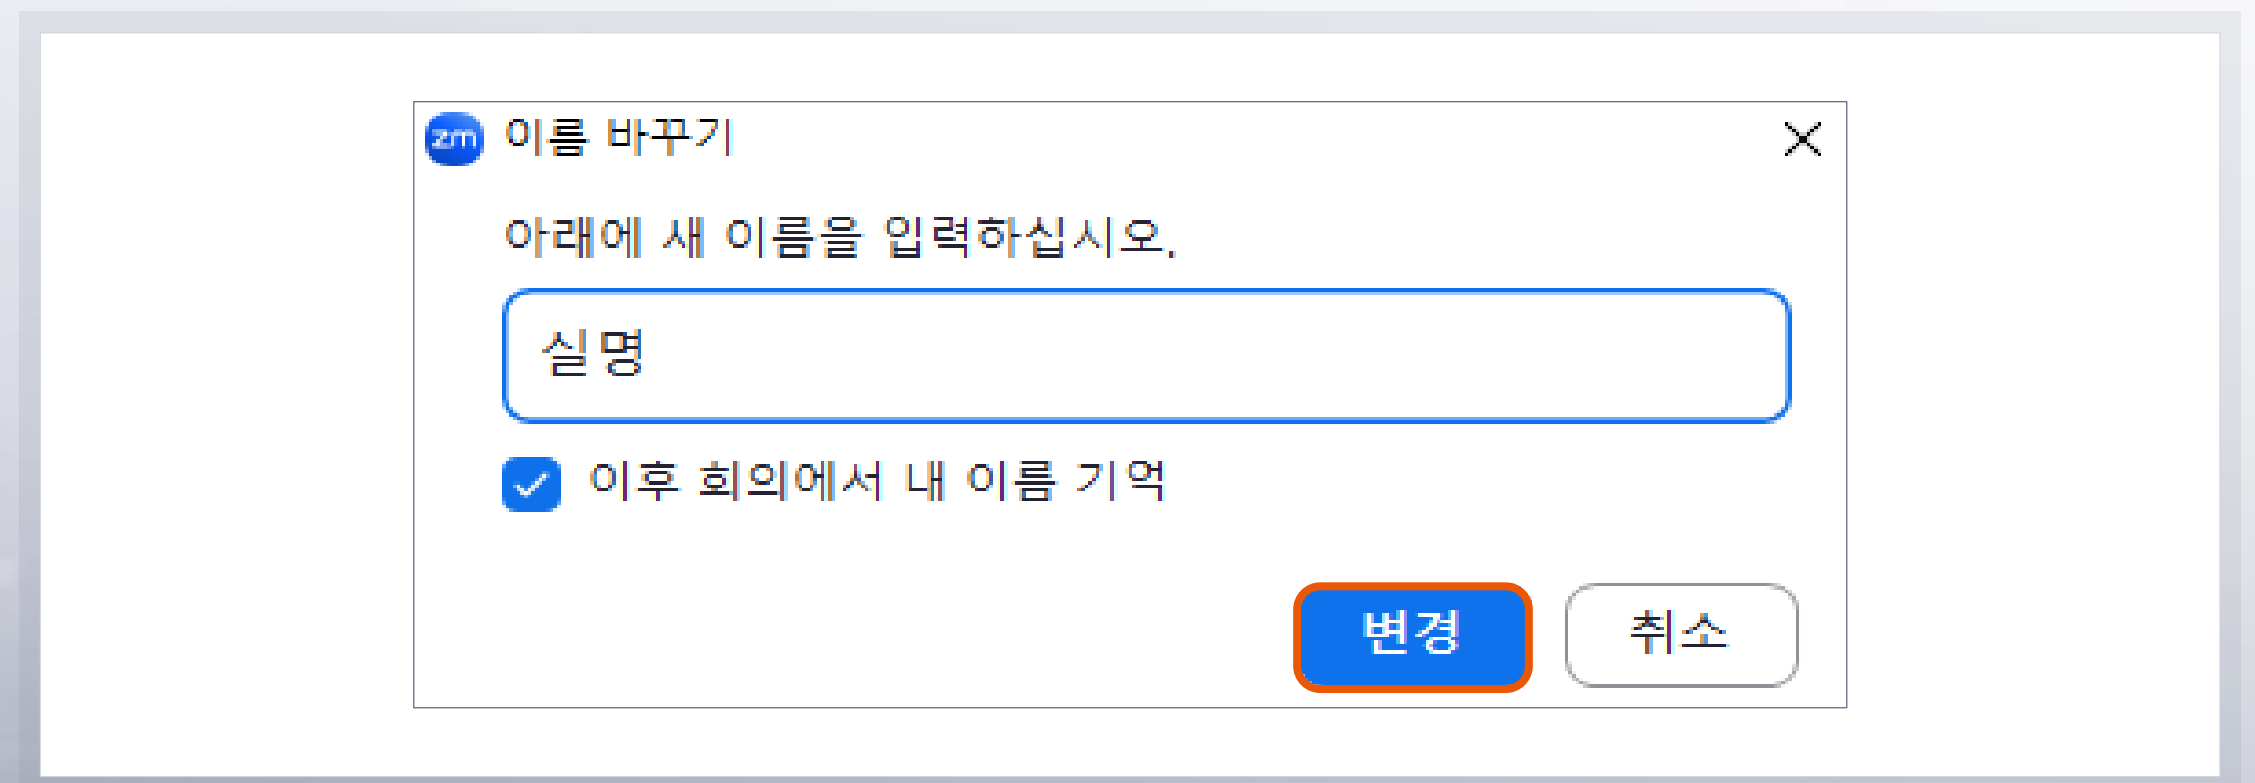 zm 이름 바꾸기
아래에 새 이름을 입력하십시오.
실명
이후 회의에서 내 이름 기억
변경 취소